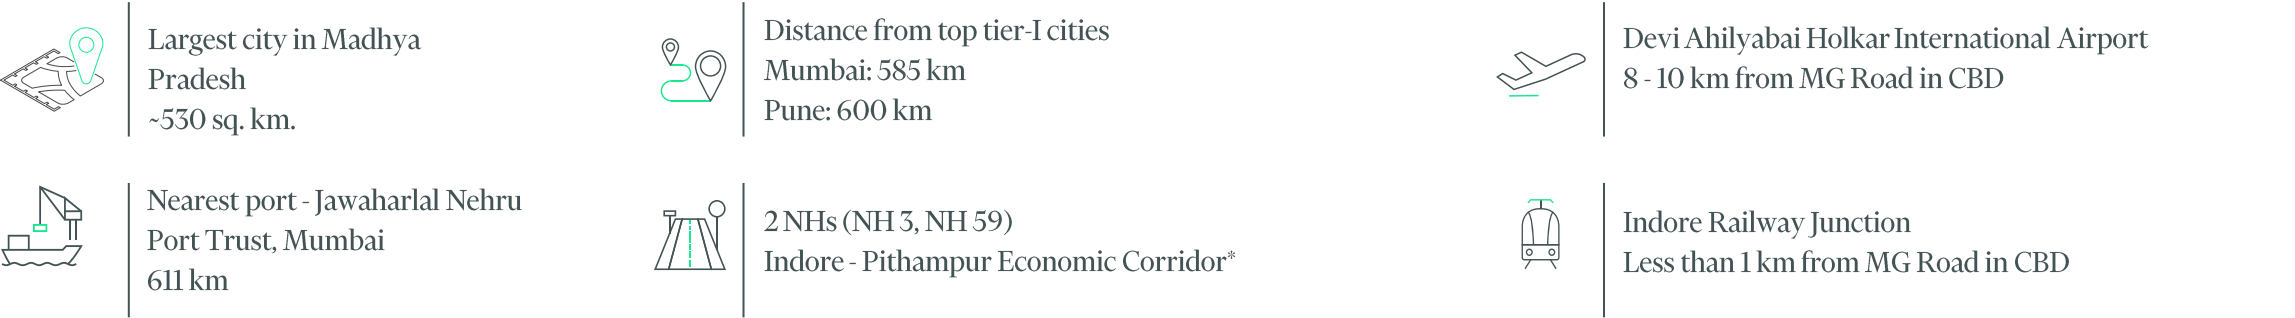 Largest city in Madhya
Pradesh
~530 sq. km.
Distance from top tier-I cities
Mumbai: 585 km
Pune: 600 km
Devi Ahilyabai Holkar International Airport
8 - 10 km from MG Road in CBD
Nearest port - Jawaharlal Nehru
Port Trust, Mumbai
611 km
2 NHs (NH 3, NH 59)
Indore - Pithampur Economic Corridor*
Indore Railway Junction
Less than 1 km from MG Road in CBD